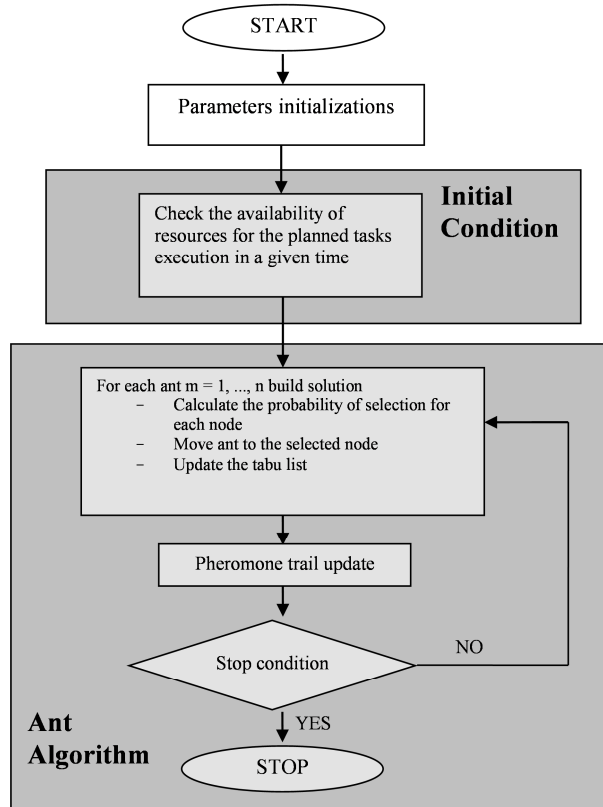 START
Parameters initializations
Initial
Condition
Check the availability of
resources for the planned tasks
execution in a given time
For each ant m = 1, ..., n build solution
- Calculate the probability of selection for
each node
- Move ant to the selected node
- Update the tabu list
Pheromone trail update
Stop condition
NO
YES
Ant
Algorithm
STOP